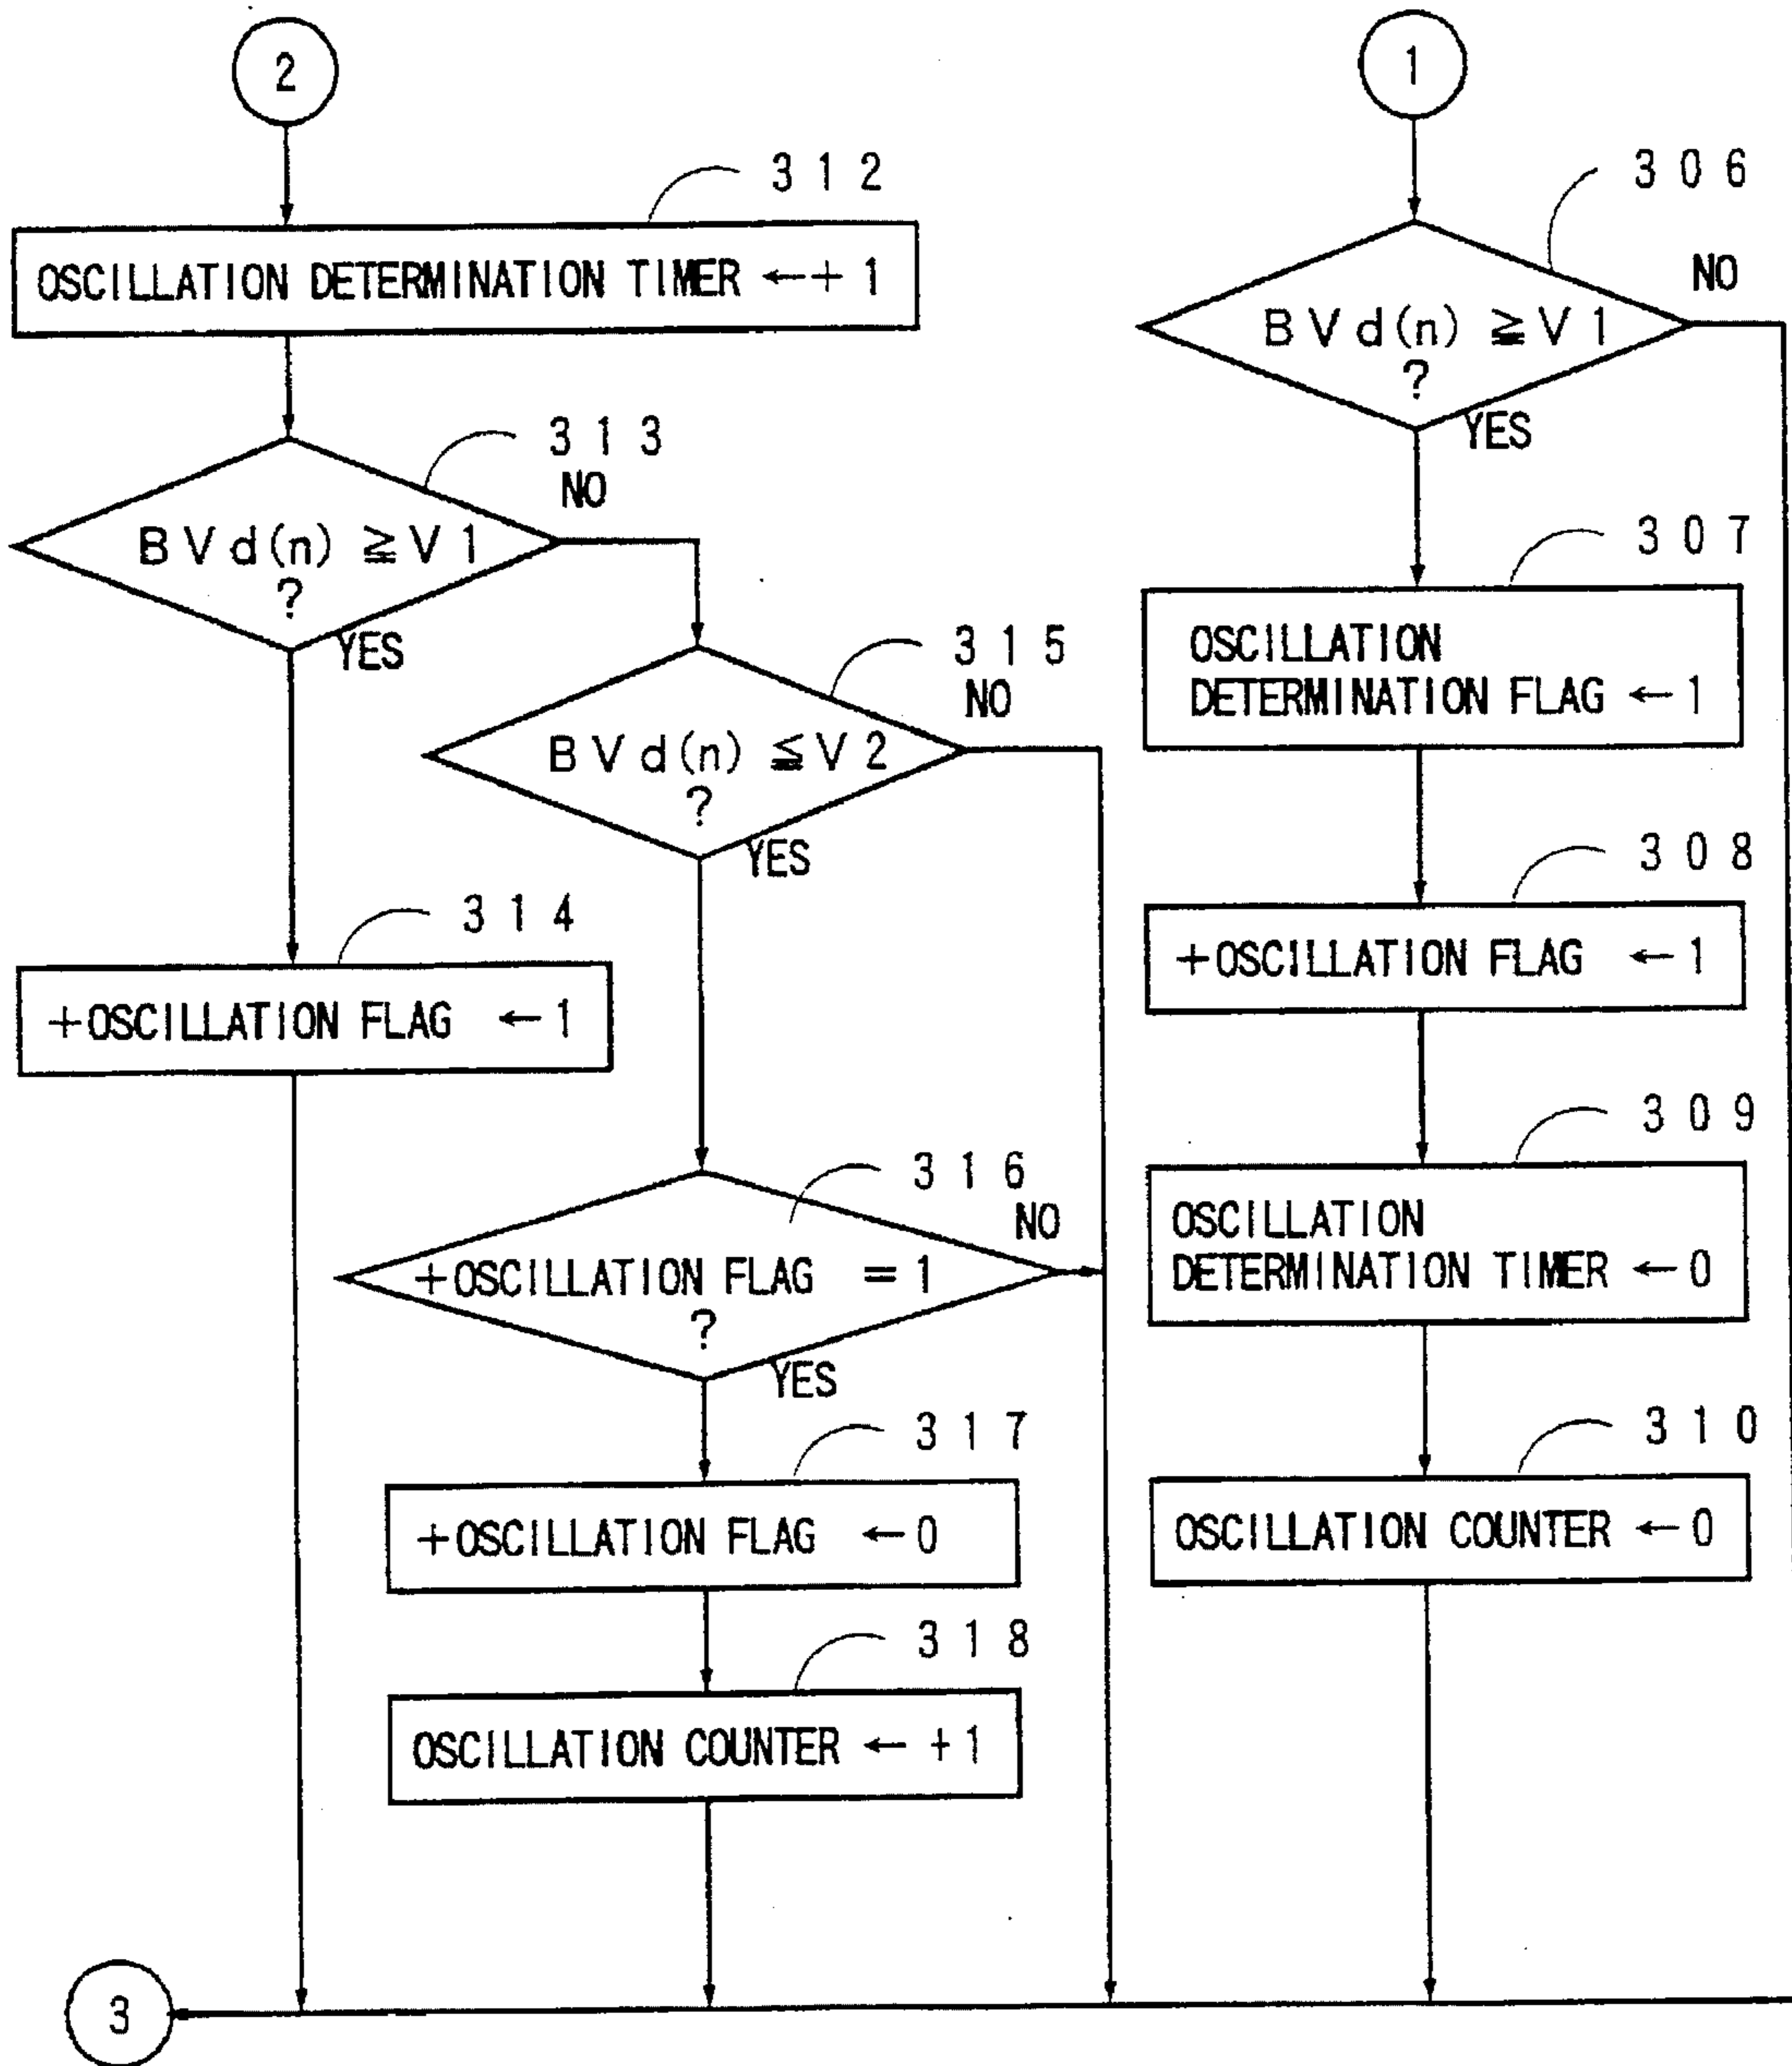 2
312
OSCILLATION DETERMINATION TIMER ←+1
313
NO
BVd(n) ≧V1
?
YES
315
NO
BVd(n) ≦V2
?
YES
314
+OSCILLATION FLAG ←1
316
NO
+OSCILLATION FLAG =1
?
YES
317
+OSCILLATION FLAG ←0
318
OSCILLATION COUNTER ← +1
3
1
306
NO
BVd(n) ≧V1
?
YES
307
OSCILLATION
DETERMINATION FLAG ←1
308
+OSCILLATION FLAG ←1
309
OSCILLATION
DETERMINATION TIMER ←0
310
OSCILLATION COUNTER ←0